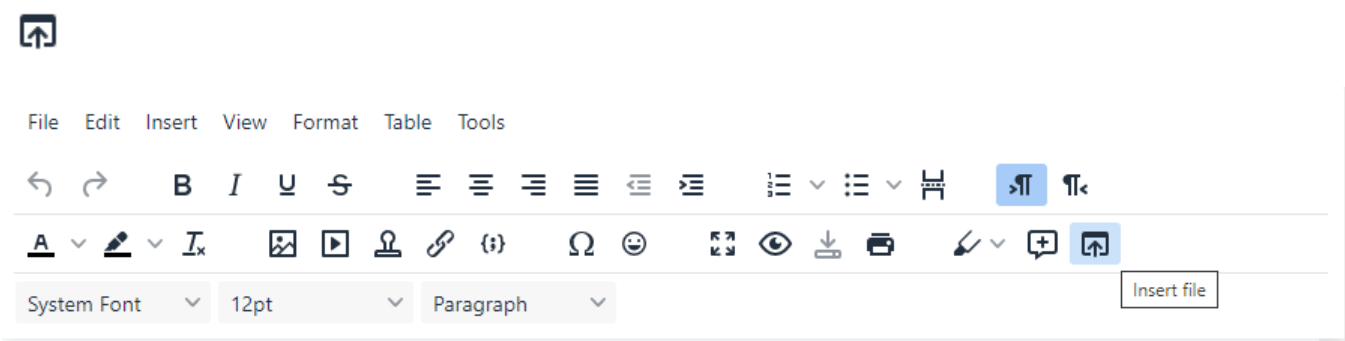 File Edit Insert View Format Table Tools
B I U S
A
System Font 12pt Paragraph
Insert file